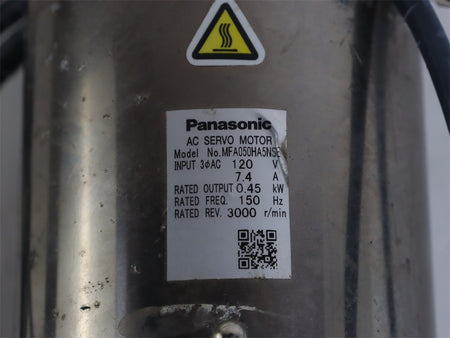 Panasonic
AC SERVO MOTOR
Model No.MFA050HA5NSE
INPUT 3φAC 120 V
7.4 A
RATED OUTPUT 0.45 kW
RATED FREQ. 150 Hz
RATED REV. 3000 r/min